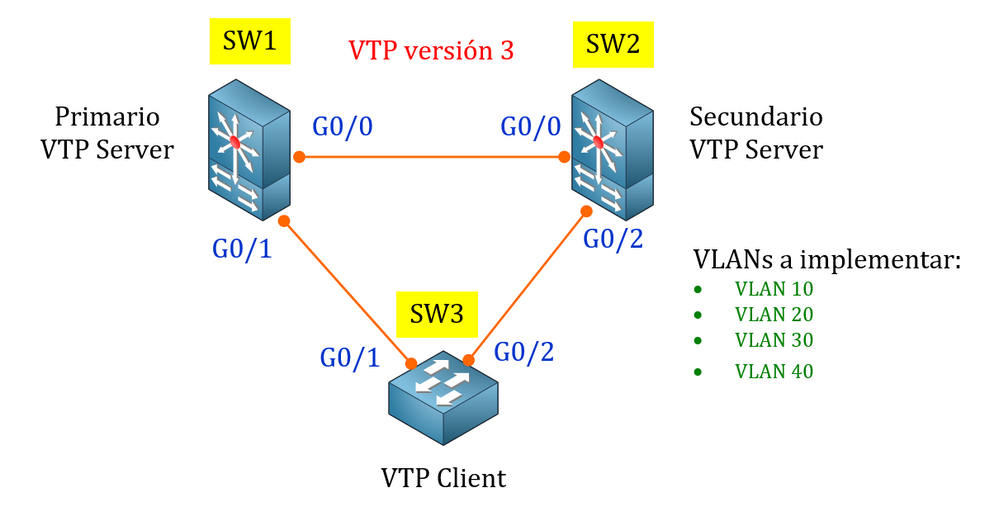 SW1
VTP versión 3
SW2
Primario
VTP Server
G0/0
G0/0
Secundario
VTP Server
G0/1
G0/2
VLANs a implementar:
• VLAN 10
• VLAN 20
• VLAN 30
• VLAN 40
SW3
G0/1
G0/2
VTP Client